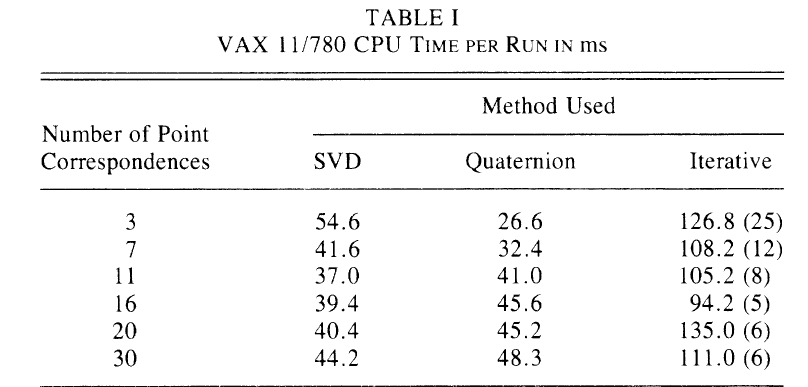 TABLE I
VAX 11/780 CPU TIME PER RUN IN ms
Method Used
Number of Point
Correspondences SVD Quaternion Iterative
3 54.6 26.6 126.8 (25)
7 41.6 32.4 108.2 (12)
11 37.0 41.0 105.2 (8)
16 39.4 45.6 94.2 (5)
20 40.4 45.2 135.0 (6)
30 44.2 48.3 111.0 (6)